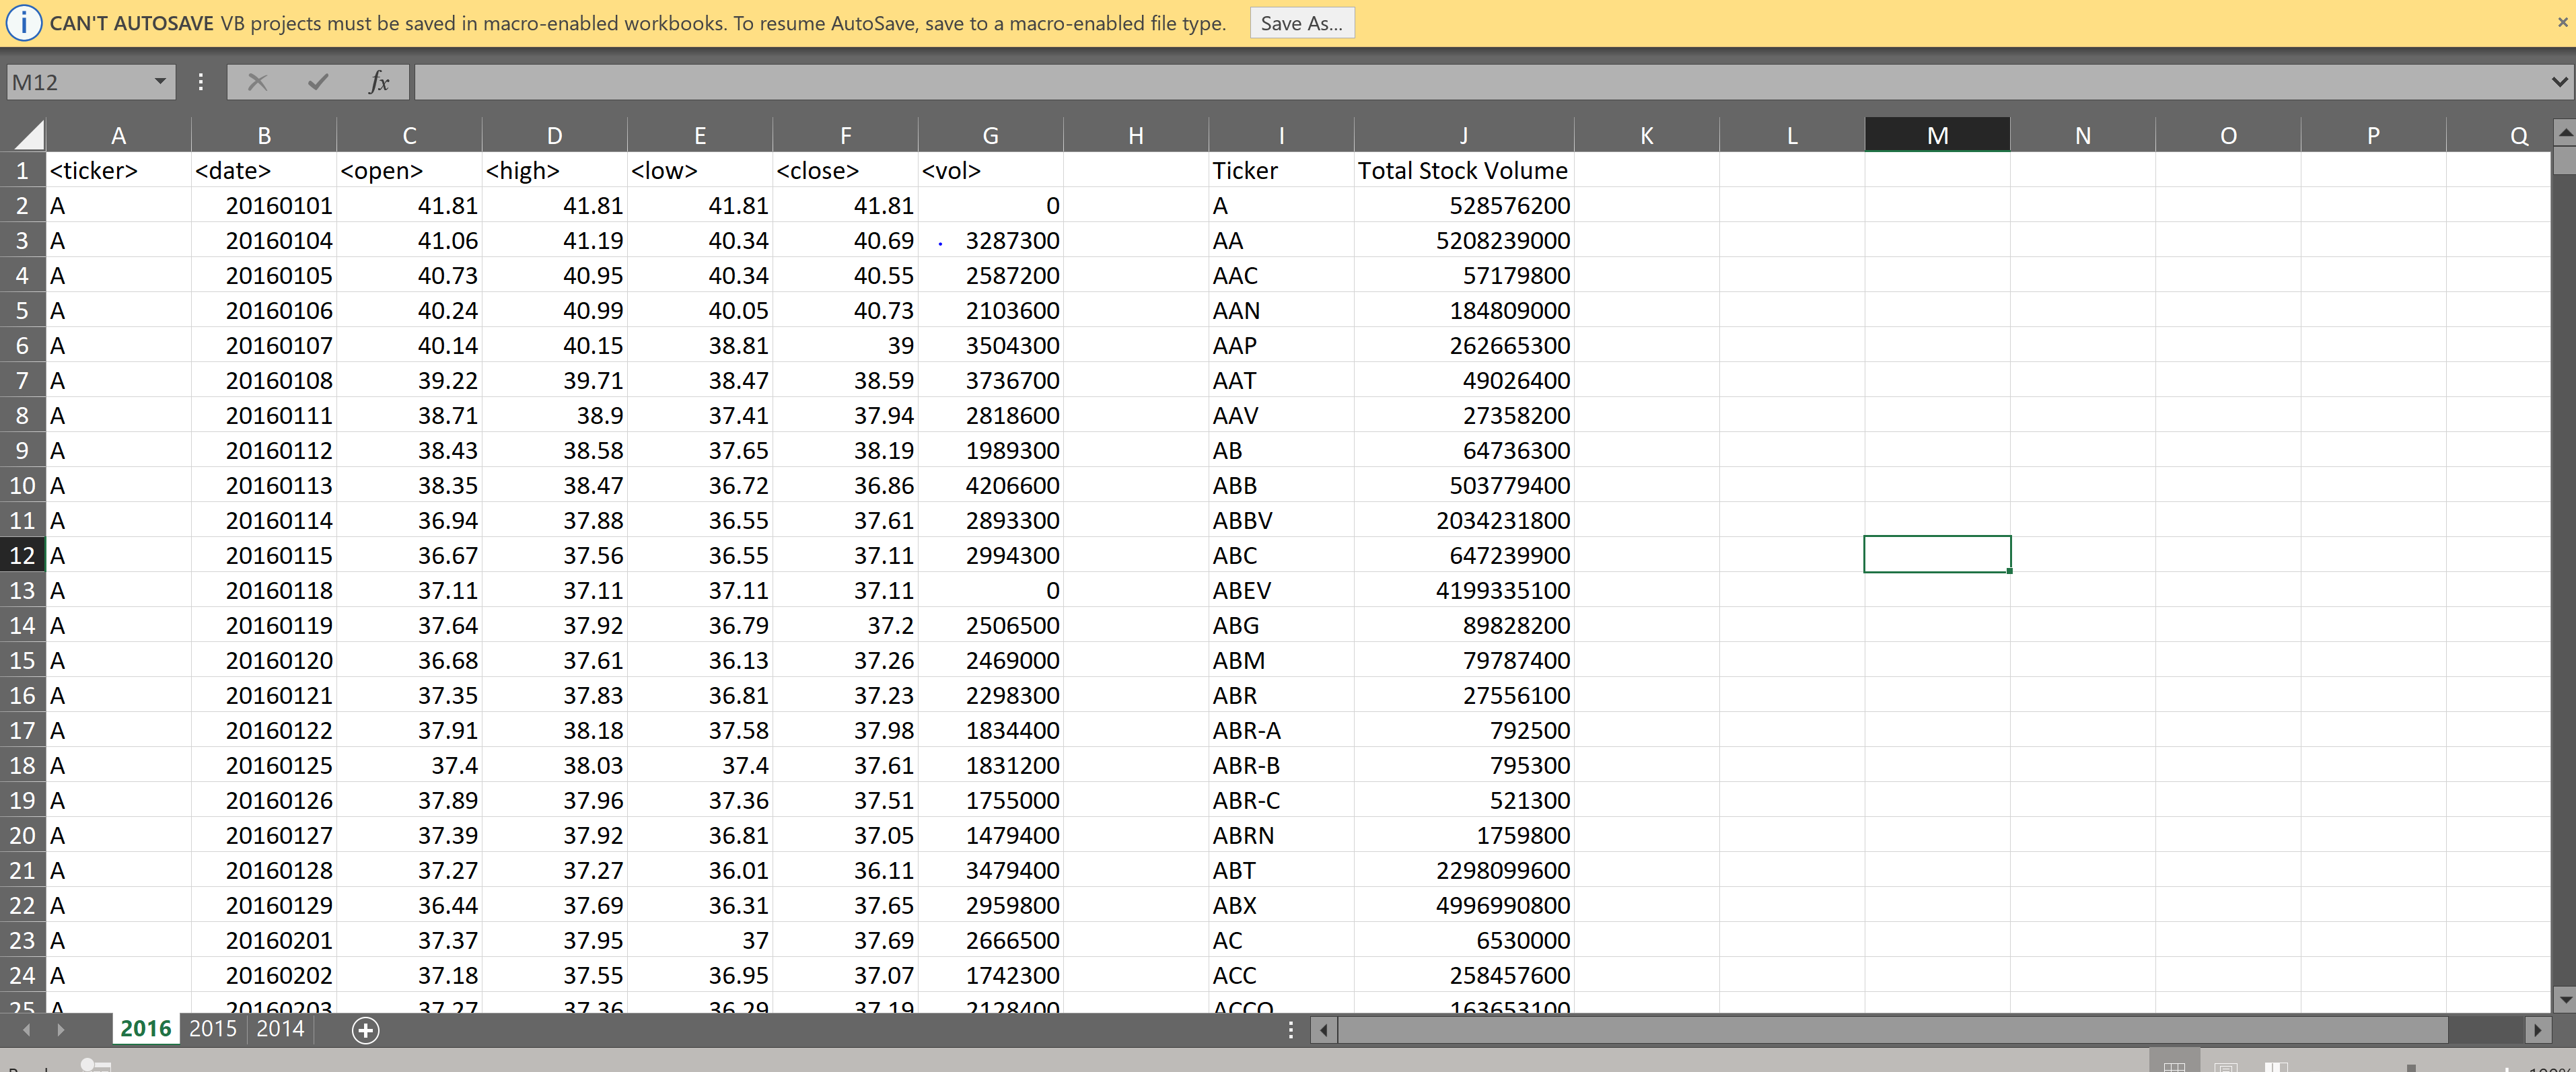 CAN'T AUTOSAVE VB projects must be saved in macro-enabled workbooks. To resume AutoSave, save to a macro-enabled file type. Save As...
M12 fx
A B C D E F G H I J K L M N O P Q
1 <ticker> <date> <open> <high> <low> <close> <vol> Ticker Total Stock Volume
2 A 20160101 41.81 41.81 41.81 41.81 0 A 528576200
3 A 20160104 41.06 41.19 40.34 40.69 3287300 AA 5208239000
4 A 20160105 40.73 40.95 40.34 40.55 2587200 AAC 57179800
5 A 20160106 40.24 40.99 40.05 40.73 2103600 AAN 184809000
6 A 20160107 40.14 40.15 38.81 39 3504300 AAP 262665300
7 A 20160108 39.22 39.71 38.47 38.59 3736700 AAT 49026400
8 A 20160111 38.71 38.9 37.41 37.94 2818600 AAV 27358200
9 A 20160112 38.43 38.58 37.65 38.19 1989300 AB 64736300
10 A 20160113 38.35 38.47 36.72 36.86 4206600 ABB 503779400
11 A 20160114 36.94 37.88 36.55 37.61 2893300 ABBV 2034231800
12 A 20160115 36.67 37.56 36.55 37.11 2994300 ABC 647239900
13 A 20160118 37.11 37.11 37.11 37.11 0 ABEV 4199335100
14 A 20160119 37.64 37.92 36.79 37.2 2506500 ABG 89828200
15 A 20160120 36.68 37.61 36.13 37.26 2469000 ABM 79787400
16 A 20160121 37.35 37.83 36.81 37.23 2298300 ABR 27556100
17 A 20160122 37.91 38.18 37.58 37.98 1834400 ABR-A 792500
18 A 20160125 37.4 38.03 37.4 37.61 1831200 ABR-B 795300
19 A 20160126 37.89 37.96 37.36 37.51 1755000 ABR-C 521300
20 A 20160127 37.39 37.92 36.81 37.05 1479400 ABRN 1759800
21 A 20160128 37.27 37.27 36.01 36.11 3479400 ABT 2298099600
22 A 20160129 36.44 37.69 36.31 37.65 2959800 ABX 4996990800
23 A 20160201 37.37 37.95 37 37.69 2666500 AC 6530000
24 A 20160202 37.18 37.55 36.95 37.07 1742300 ACC 258457600
25 A 20160203 37.27 37.36 36.29 37.19 2128400 ACCO 163653100
2016 2015 2014